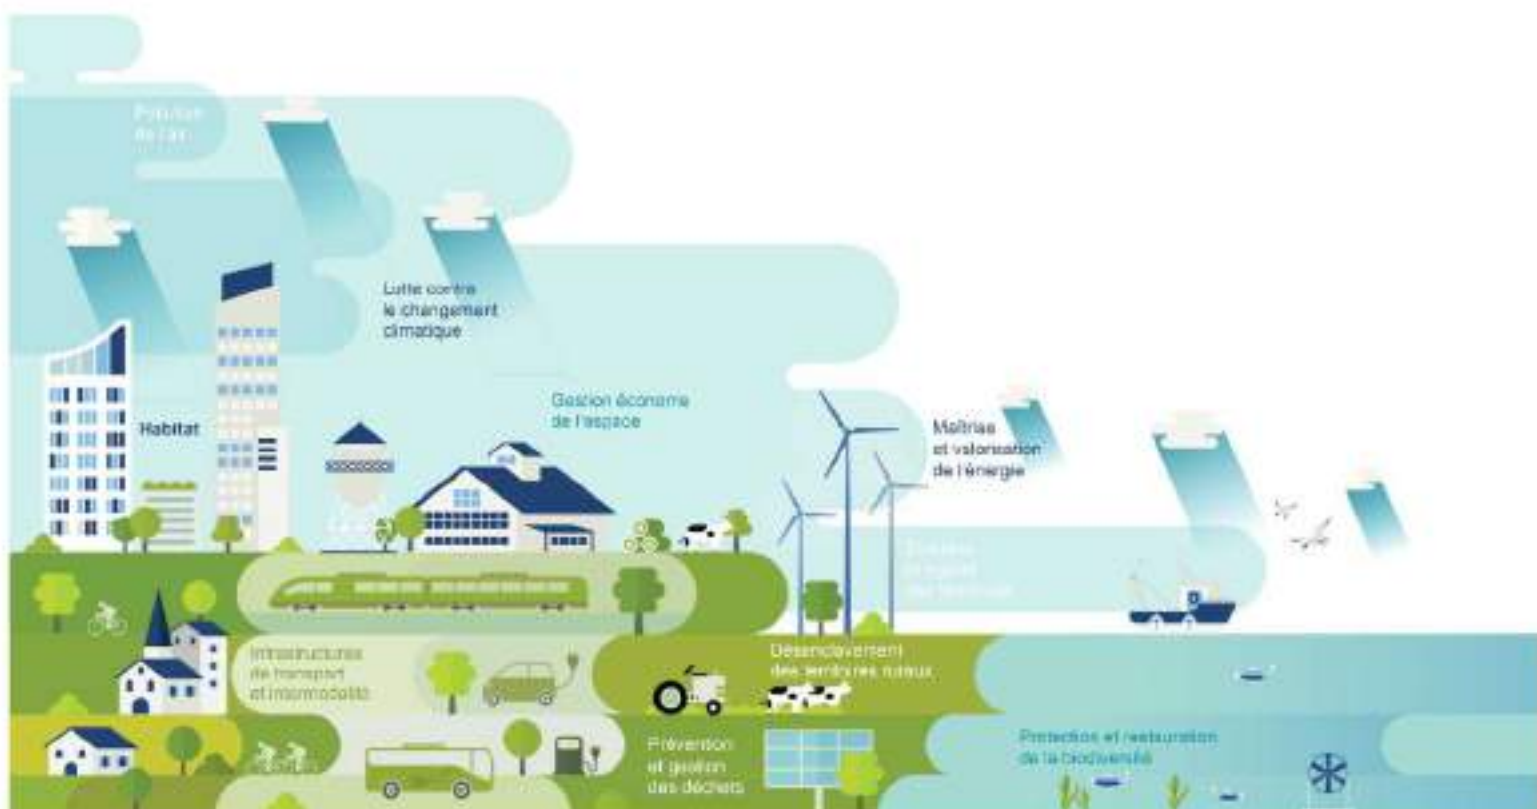 Pollution
de l'air
Lutte contre
le changement
climatique
Gestion économe
de l'espace
Habitat
Maîtrise
et valorisation
de l'énergie
des territoires
Infrastructures
de transport
et intermodalité
Désenclavement
des territoires ruraux
Prévention
et gestion
des déchets
Protection et restauration
de la biodiversité